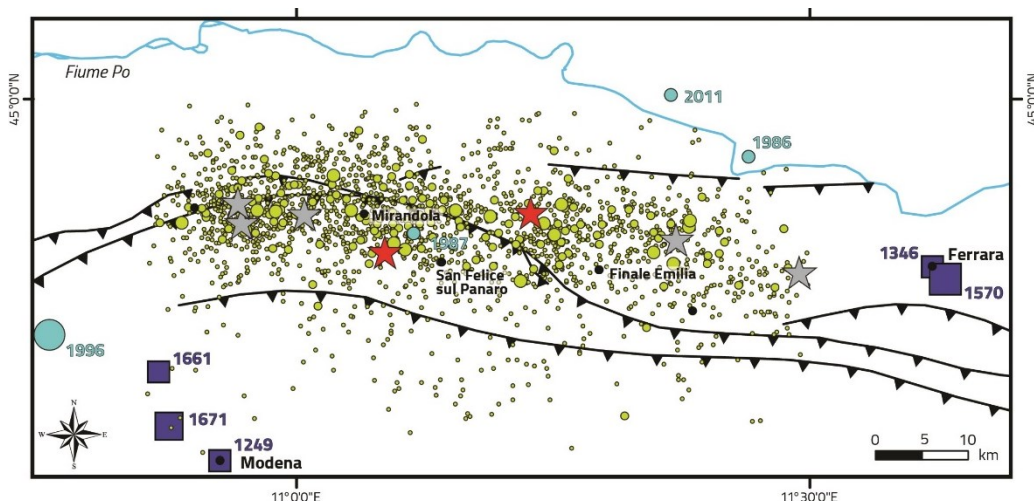 Fiume Po
45°0'0"N
45°0'0"N
2011
1986
Mirandola
1987
San Felice
sul Panaro
Finale Emilia
1346
Ferrara
1570
1996
1661
1671
1249
Modena
N
W
E
S
0 5 10
km
11°0'0"E
11°30'0"E